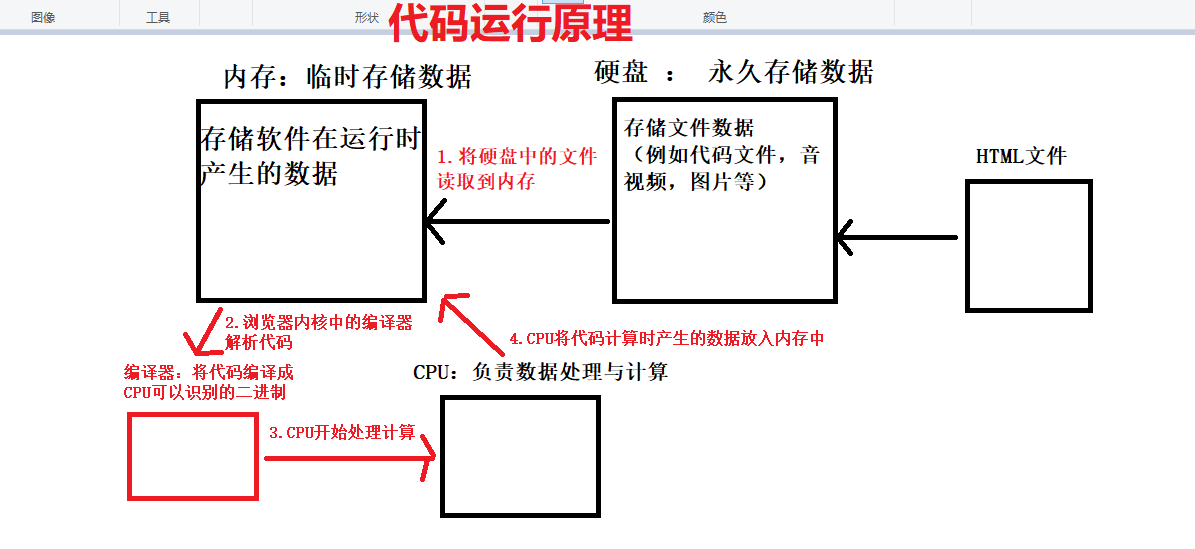 图像
工具
形状
颜色
代码运行原理
内存：临时存储数据
硬盘 ： 永久存储数据
存储软件在运行时
产生的数据
1.将硬盘中的文件
读取到内存
存储文件数据
（例如代码文件，音
视频，图片等）
HTML文件
2.浏览器内核中的编译器
解析代码
4.CPU将代码计算时产生的数据放入内存中
编译器：将代码编译成
CPU可以识别的二进制
CPU：负责数据处理与计算
3.CPU开始处理计算